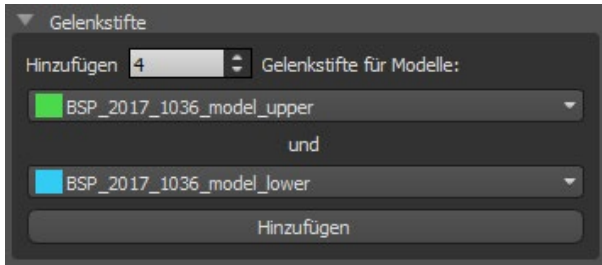 Gelenkstifte
Hinzufügen 4 Gelenkstifte für Modelle:
BSP_2017_1036_model_upper
und
BSP_2017_1036_model_lower
Hinzufügen